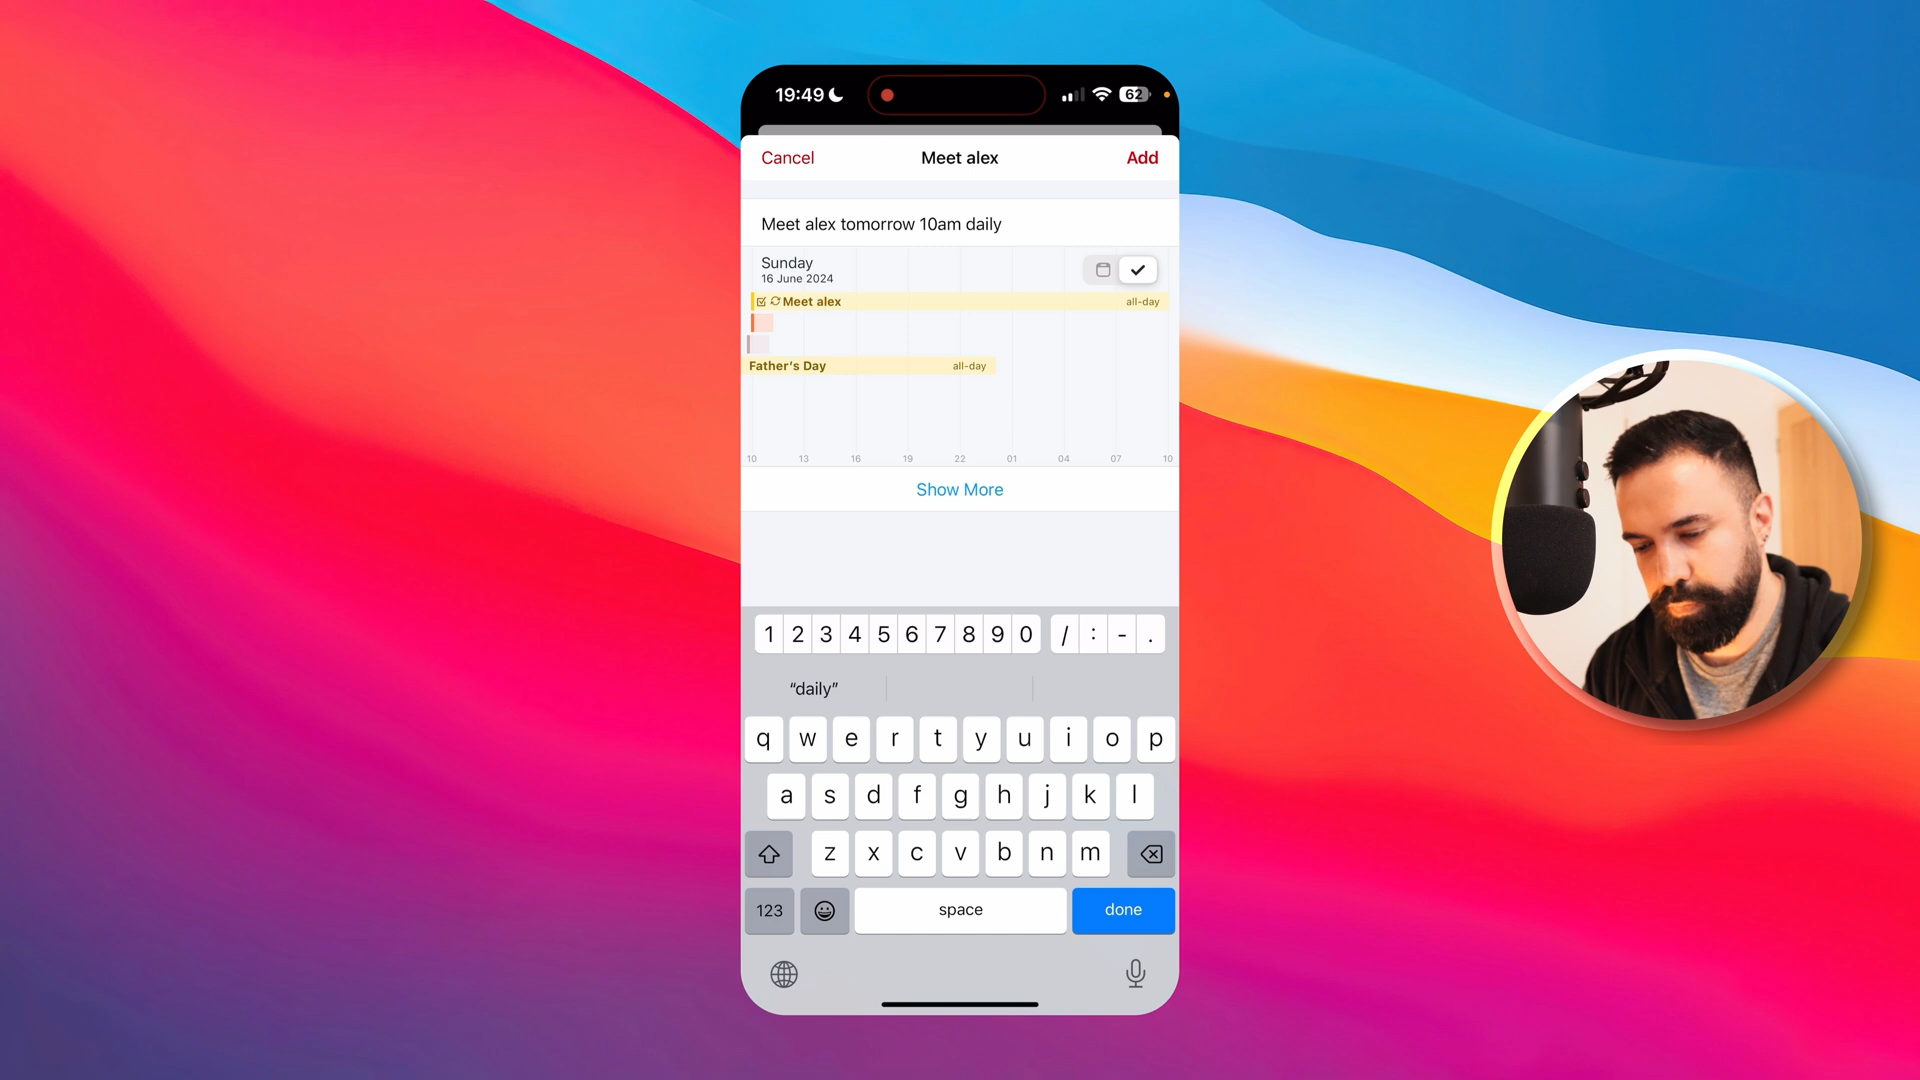 19:49 62
Cancel Meet alex Add
Meet alex tomorrow 10am daily
Sunday
16 June 2024
Meet alex all-day
Father's Day all-day
10 13 16 19 22 01 04 07 10
Show More
1 2 3 4 5 6 7 8 9 0 / : - .
“daily”
q w e r t y u i o p
a s d f g h j k l
z x c v b n m
123 space done